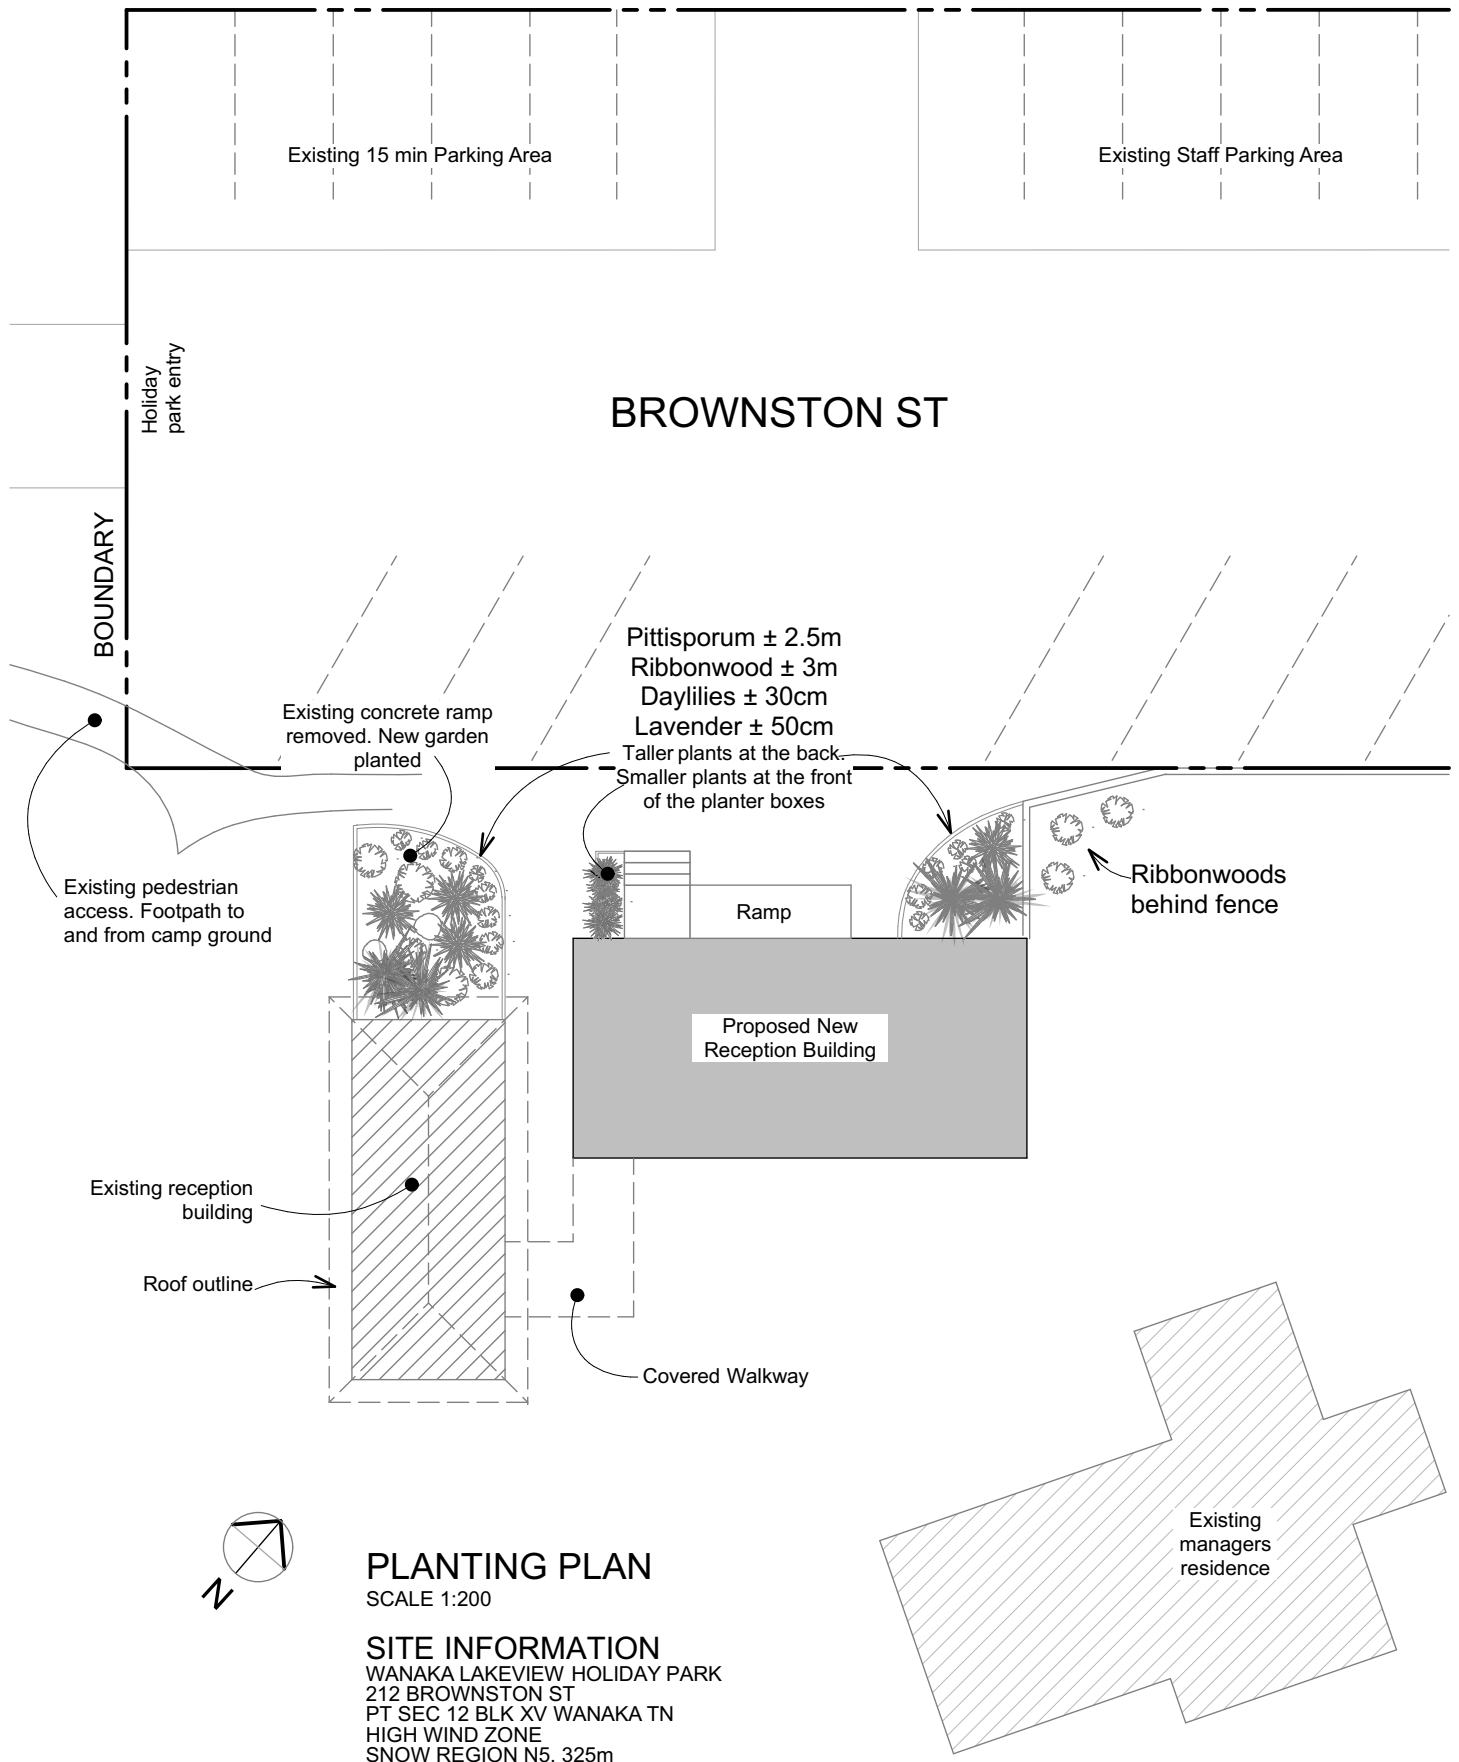 Existing 15 min Parking Area
Existing Staff Parking Area
Holiday
park entry
BROWNSTON ST
BOUNDARY
Pittisporum ± 2.5m
Ribbonwood ± 3m
Daylilies ± 30cm
Lavender ± 50cm
Taller plants at the back.
Smaller plants at the front
of the planter boxes
Existing concrete ramp
removed. New garden
planted
Existing pedestrian
access. Footpath to
and from camp ground
Ramp
Ribbonwoods
behind fence
Proposed New
Reception Building
Existing reception
building
Roof outline
Covered Walkway
Existing
managers
residence
N
PLANTING PLAN
SCALE 1:200
SITE INFORMATION
WANAKA LAKEVIEW HOLIDAY PARK
212 BROWNSTON ST
PT SEC 12 BLK XV WANAKA TN
HIGH WIND ZONE
SNOW REGION N5, 325m